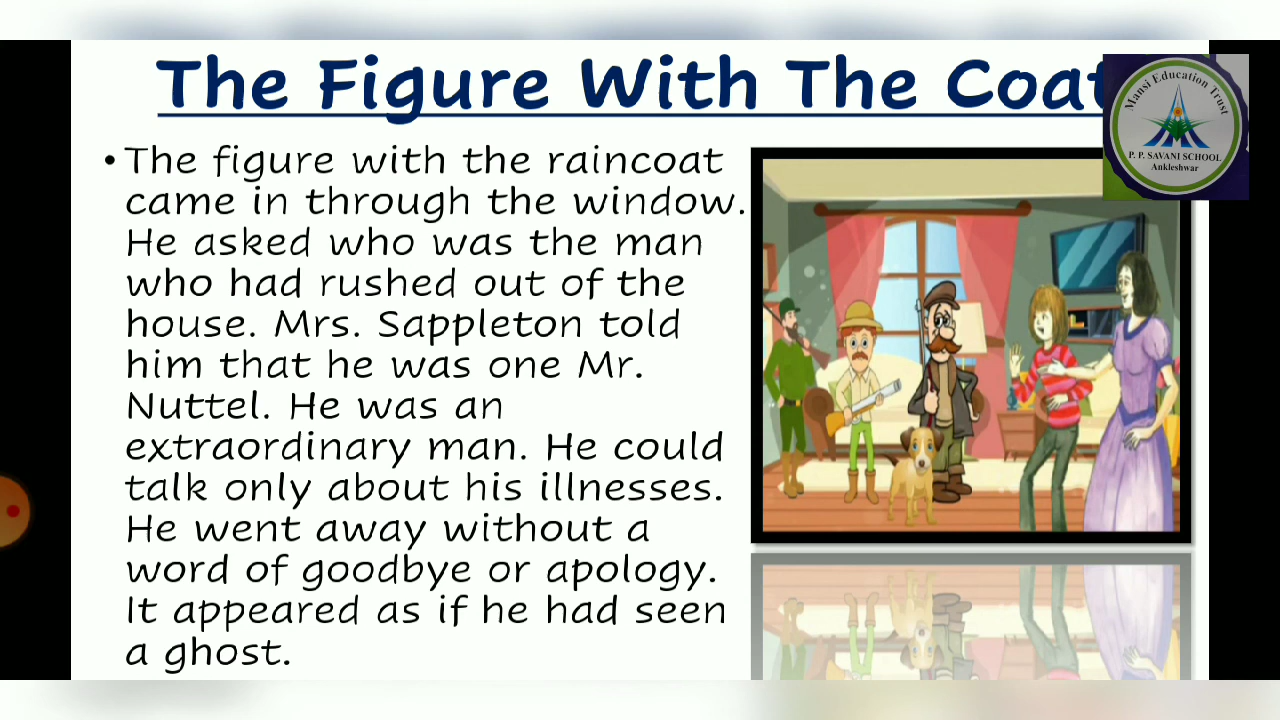 The Figure With The Coat
Mansi Education Trust
P. P. SAVANI SCHOOL
Ankleshwar
• The figure with the raincoat
came in through the window.
He asked who was the man
who had rushed out of the
house. Mrs. Sappleton told
him that he was one Mr.
Nuttel. He was an
extraordinary man. He could
talk only about his illnesses.
He went away without a
word of goodbye or apology.
It appeared as if he had seen
a ghost.